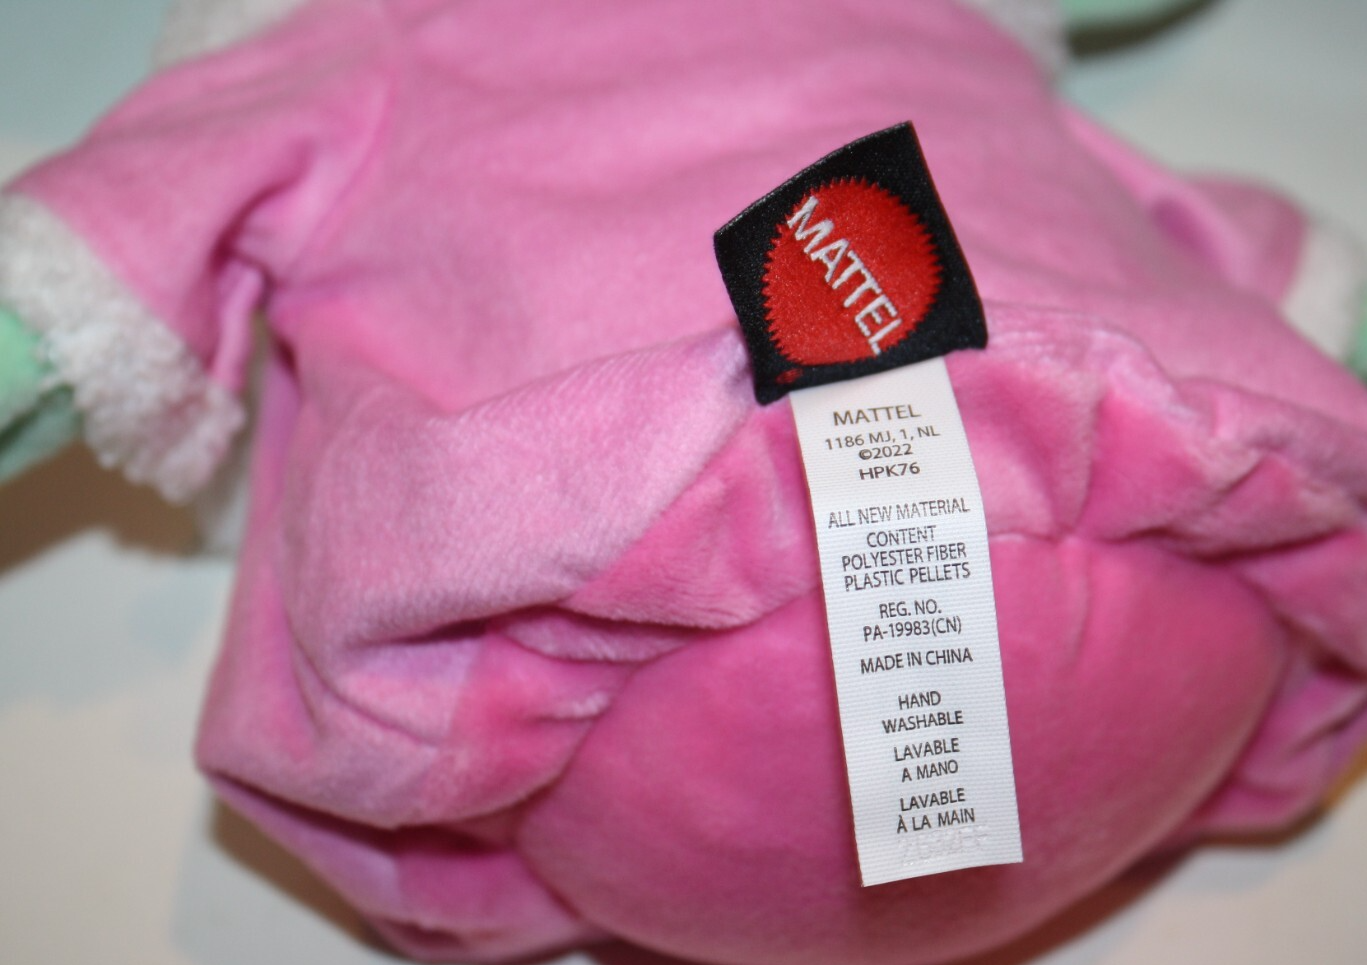 MATTEL
MATTEL
1186 MJ, 1, NL
©2022
HPK76
ALL NEW MATERIAL
CONTENT
POLYESTER FIBER
PLASTIC PELLETS
REG. NO.
PA-19983(CN)
MADE IN CHINA
HAND
WASHABLE
LAVABLE
A MANO
LAVABLE
À LA MAIN